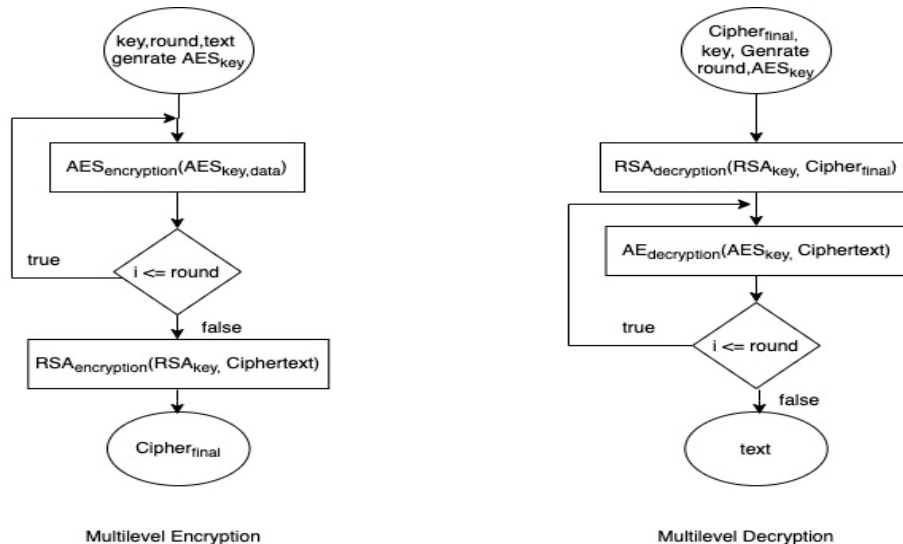 key,round,text
genrate AESkey
AESencryption(AESkey,data)
true
i <= round
false
RSAencryption(RSAkey, Ciphertext)
Cipherfinal
Multilevel Encryption
Cipherfinal,
key, Genrate
round,AESkey
RSAdecryption(RSAkey, Cipherfinal)
AEdecryption(AESkey, Ciphertext)
true
i <= round
false
text
Multilevel Decryption